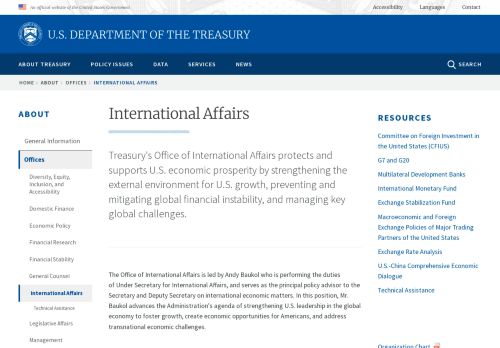 An official website of the United States Government
Accessibility
Languages
Contact
U.S. DEPARTMENT OF THE TREASURY
ABOUT TREASURY
POLICY ISSUES
DATA
SERVICES
NEWS
SEARCH
HOME › ABOUT › OFFICES › INTERNATIONAL AFFAIRS
ABOUT
General Information
Offices
Diversity, Equity,
Inclusion, and
Accessibility
Domestic Finance
Economic Policy
Financial Research
Financial Stability
General Counsel
International Affairs
Technical Assistance
Legislative Affairs
Management
International Affairs
Treasury's Office of International Affairs protects and
supports U.S. economic prosperity by strengthening the
external environment for U.S. growth, preventing and
mitigating global financial instability, and managing key
global challenges.
The Office of International Affairs is led by Andy Baukol who is performing the duties
of Under Secretary for International Affairs, and serves as the principal policy advisor to the
Secretary and Deputy Secretary on international economic matters. In this position, Mr.
Baukol advances the Administration's agenda of strengthening U.S. leadership in the global
economy to foster growth, create economic opportunities for Americans, and address
transnational economic challenges.
RESOURCES
Committee on Foreign Investment in
the United States (CFIUS)
G7 and G20
Multilateral Development Banks
International Monetary Fund
Exchange Stabilization Fund
Macroeconomic and Foreign
Exchange Policies of Major Trading
Partners of the United States
Exchange Rate Analysis
U.S.-China Comprehensive Economic
Dialogue
Technical Assistance
Organization Chart